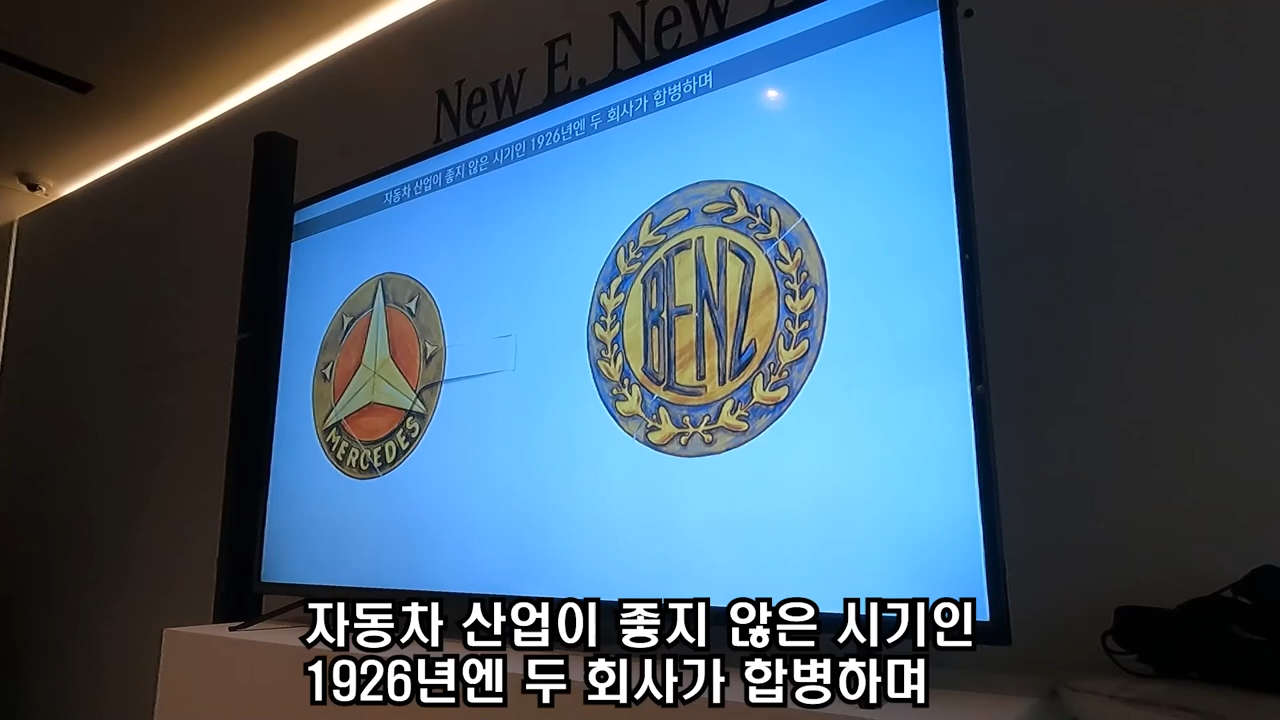 New E. New
자동차 산업이 좋지 않은 시기인 1926년엔 두 회사가 합병하며
MERCEDES
BENZ
자동차 산업이 좋지 않은 시기인
1926년엔 두 회사가 합병하며